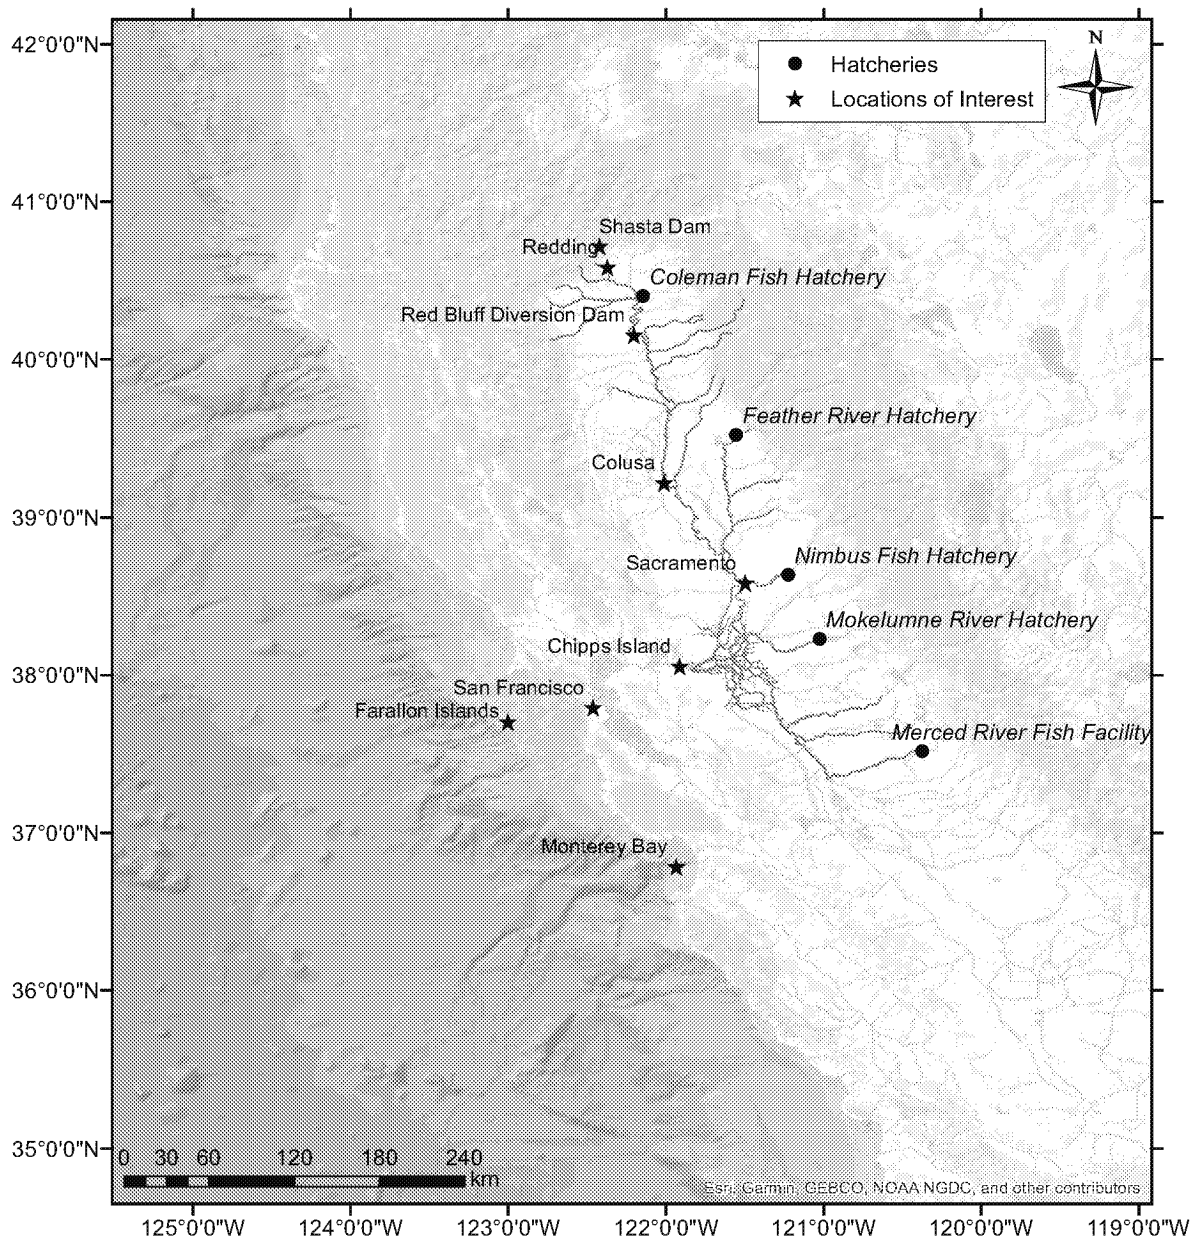 42°0'0"N
N
Hatcheries
Locations of Interest
41°0'0"N
Shasta Dam
Redding
Coleman Fish Hatchery
Red Bluff Diversion Dam
40°0'0"N
Feather River Hatchery
Colusa
39°0'0"N
Nimbus Fish Hatchery
Sacramento
Mokelumne River Hatchery
Chipps Island
38°0'0"N
San Francisco
Farallon Islands
Merced River Fish Facility
37°0'0"N
Monterey Bay
36°0'0"N
35°0'0"N
0 30 60 120 180 240
km
Esri, Garmin, GEBCO, NOAA NGDC, and other contributors
125°0'0"W 124°0'0"W 123°0'0"W 122°0'0"W 121°0'0"W 120°0'0"W 119°0'0"W